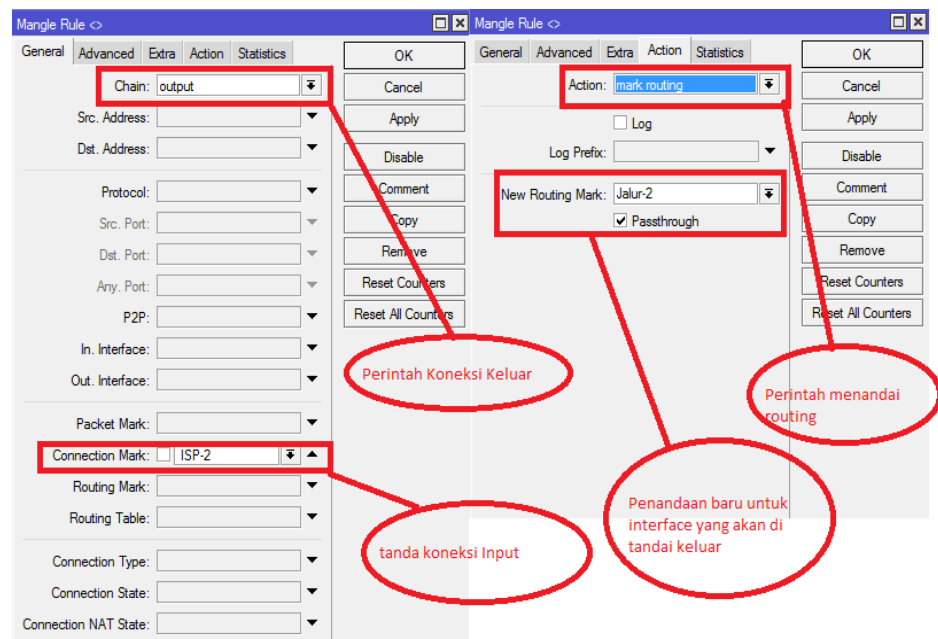 Mangle Rule <>
General Advanced Extra Action Statistics
Chain: output
Src. Address:
Dst. Address:
Protocol:
Src. Port:
Dst. Port:
Any. Port:
P2P:
In. Interface:
Out. Interface:
Packet Mark:
Connection Mark: ISP-2
Routing Mark:
Routing Table:
Connection Type:
Connection State:
Connection NAT State:
OK
Cancel
Apply
Disable
Comment
Copy
Remove
Reset Counters
Reset All Counters
Perintah Koneksi Keluar
tanda koneksi Input
Mangle Rule <>
General Advanced Extra Action Statistics
Action: mark routing
Log
Log Prefix:
New Routing Mark: Jalur-2
Passthrough
OK
Cancel
Apply
Disable
Comment
Copy
Remove
Reset Counters
Reset All Counters
Perintah menandai
routing
Penandaan baru untuk
interface yang akan di
tandai keluar